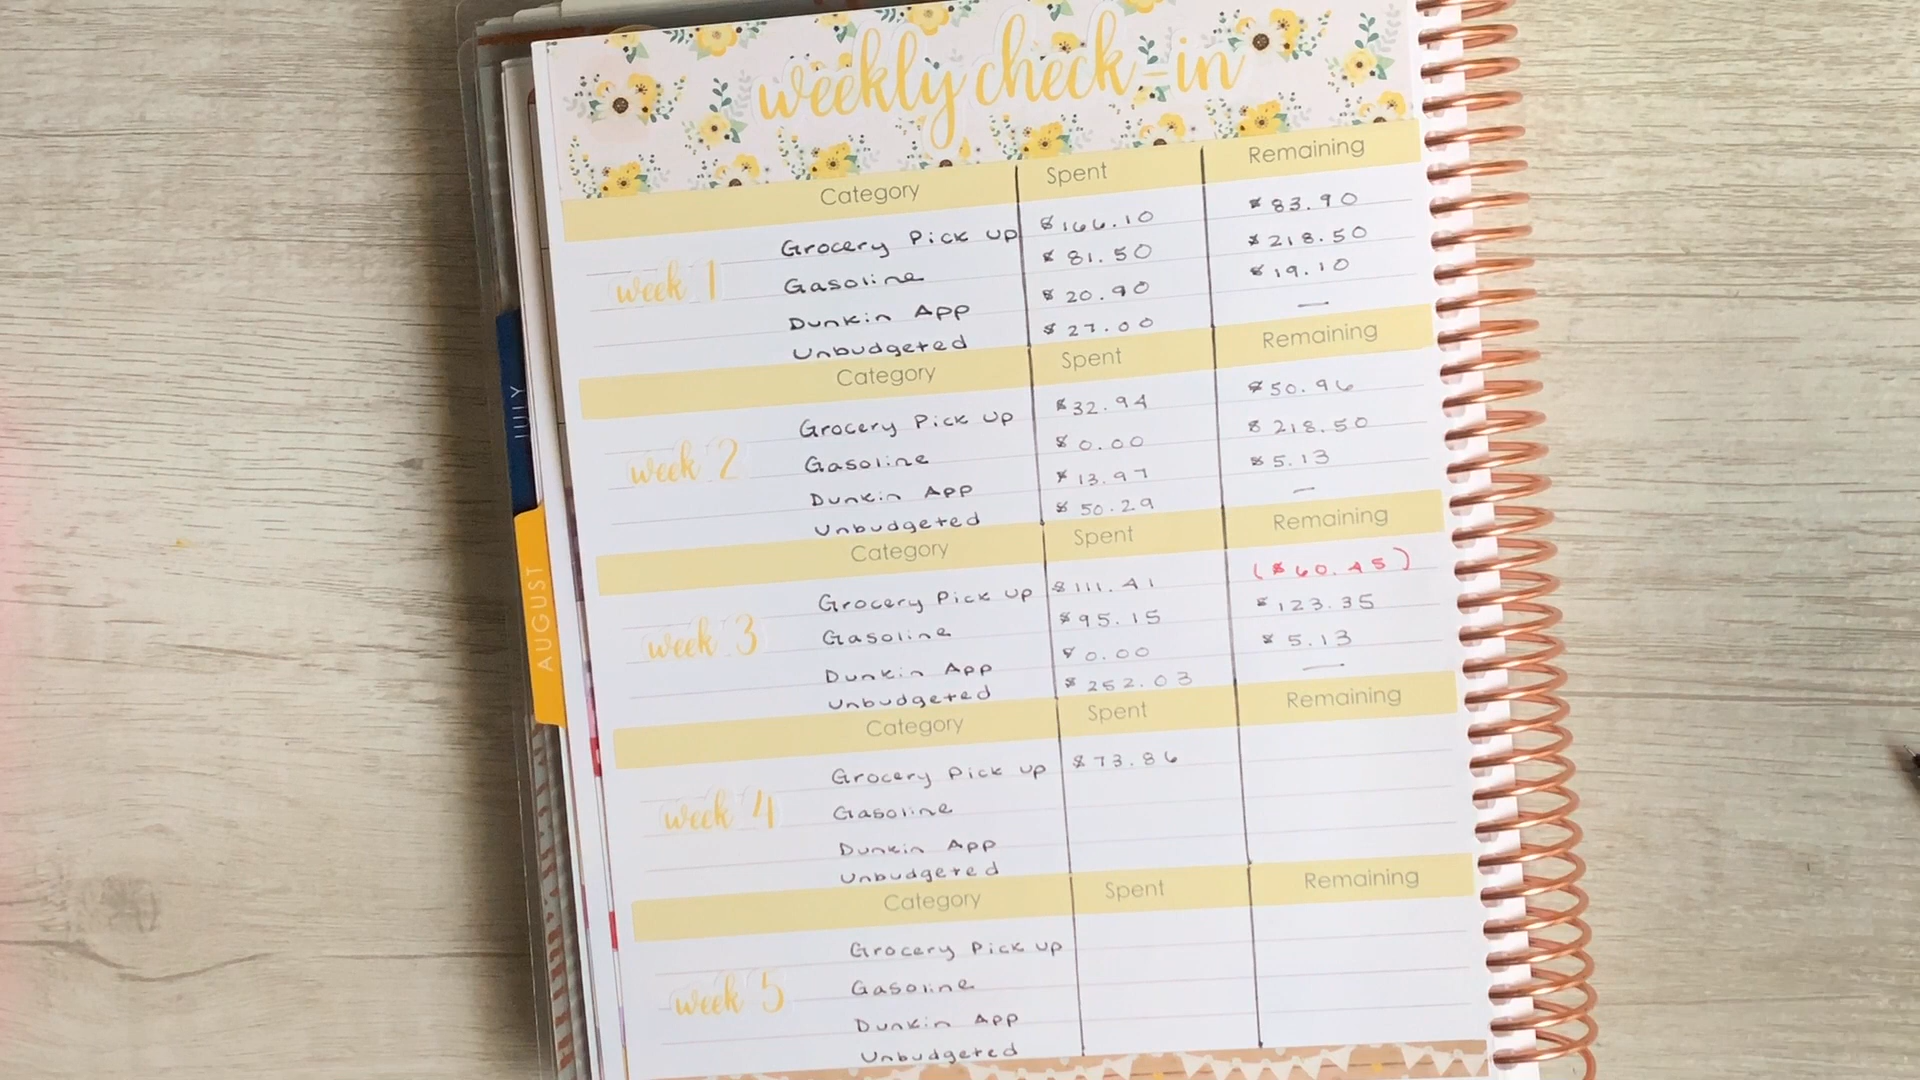 weekly check-in
Category Spent Remaining
week 1
Grocery Pick up $166.10 $83.90
Gasoline $81.50 $218.50
Dunkin App $20.90 $19.10
Unbudgeted $27.00 —
Category Spent Remaining
week 2
Grocery Pick up $32.94 $50.96
Gasoline $0.00 $218.50
Dunkin App $13.97 $5.13
Unbudgeted $50.29 —
Category Spent Remaining
week 3
Grocery Pick up $111.41 ($60.45)
Gasoline $95.15 $123.35
Dunkin App $0.00 $5.13
Unbudgeted $252.03 —
Category Spent Remaining
week 4
Grocery Pick up $73.86
Gasoline
Dunkin App
Unbudgeted
Category Spent Remaining
week 5
Grocery Pick up
Gasoline
Dunkin App
Unbudgeted
JULY
AUGUST